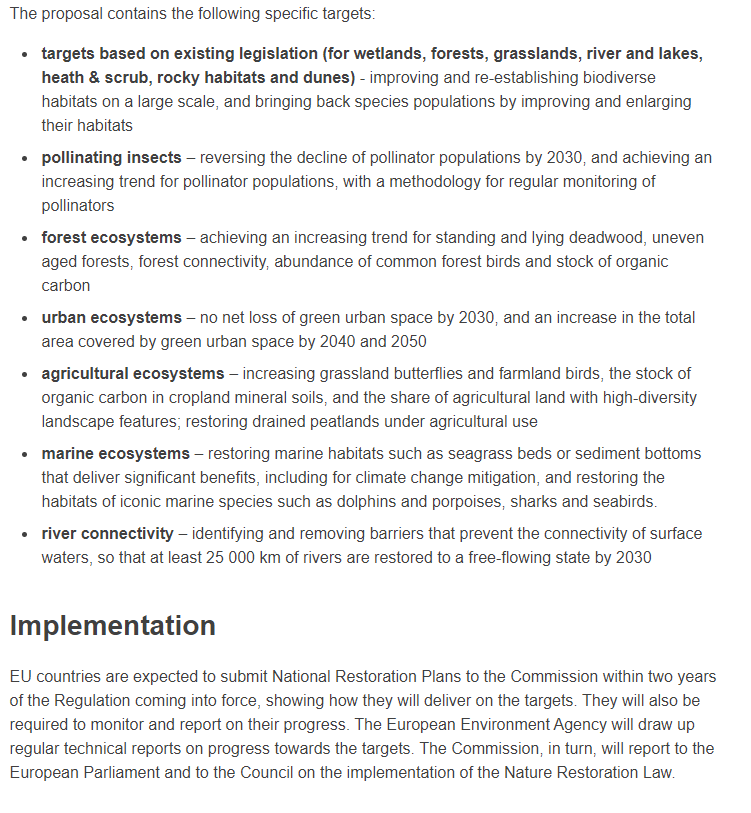 The proposal contains the following specific targets:
• targets based on existing legislation (for wetlands, forests, grasslands, river and lakes,
heath & scrub, rocky habitats and dunes) - improving and re-establishing biodiverse
habitats on a large scale, and bringing back species populations by improving and enlarging
their habitats
• pollinating insects – reversing the decline of pollinator populations by 2030, and achieving an
increasing trend for pollinator populations, with a methodology for regular monitoring of
pollinators
• forest ecosystems – achieving an increasing trend for standing and lying deadwood, uneven
aged forests, forest connectivity, abundance of common forest birds and stock of organic
carbon
• urban ecosystems – no net loss of green urban space by 2030, and an increase in the total
area covered by green urban space by 2040 and 2050
• agricultural ecosystems – increasing grassland butterflies and farmland birds, the stock of
organic carbon in cropland mineral soils, and the share of agricultural land with high-diversity
landscape features; restoring drained peatlands under agricultural use
• marine ecosystems – restoring marine habitats such as seagrass beds or sediment bottoms
that deliver significant benefits, including for climate change mitigation, and restoring the
habitats of iconic marine species such as dolphins and porpoises, sharks and seabirds.
• river connectivity – identifying and removing barriers that prevent the connectivity of surface
waters, so that at least 25 000 km of rivers are restored to a free-flowing state by 2030
Implementation
EU countries are expected to submit National Restoration Plans to the Commission within two years
of the Regulation coming into force, showing how they will deliver on the targets. They will also be
required to monitor and report on their progress. The European Environment Agency will draw up
regular technical reports on progress towards the targets. The Commission, in turn, will report to the
European Parliament and to the Council on the implementation of the Nature Restoration Law.